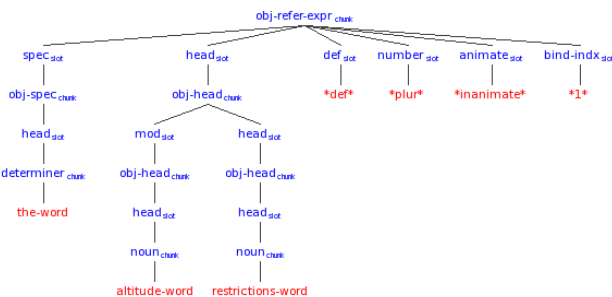 obj-refer-expr chunk
spec slot head slot def slot number slot animate slot bind-indx slot
obj-spec chunk obj-head chunk *def* *plur* *inanimate* *1*
head slot mod slot head slot
determiner chunk obj-head chunk obj-head chunk
the-word head slot head slot
noun chunk noun chunk
altitude-word restrictions-word